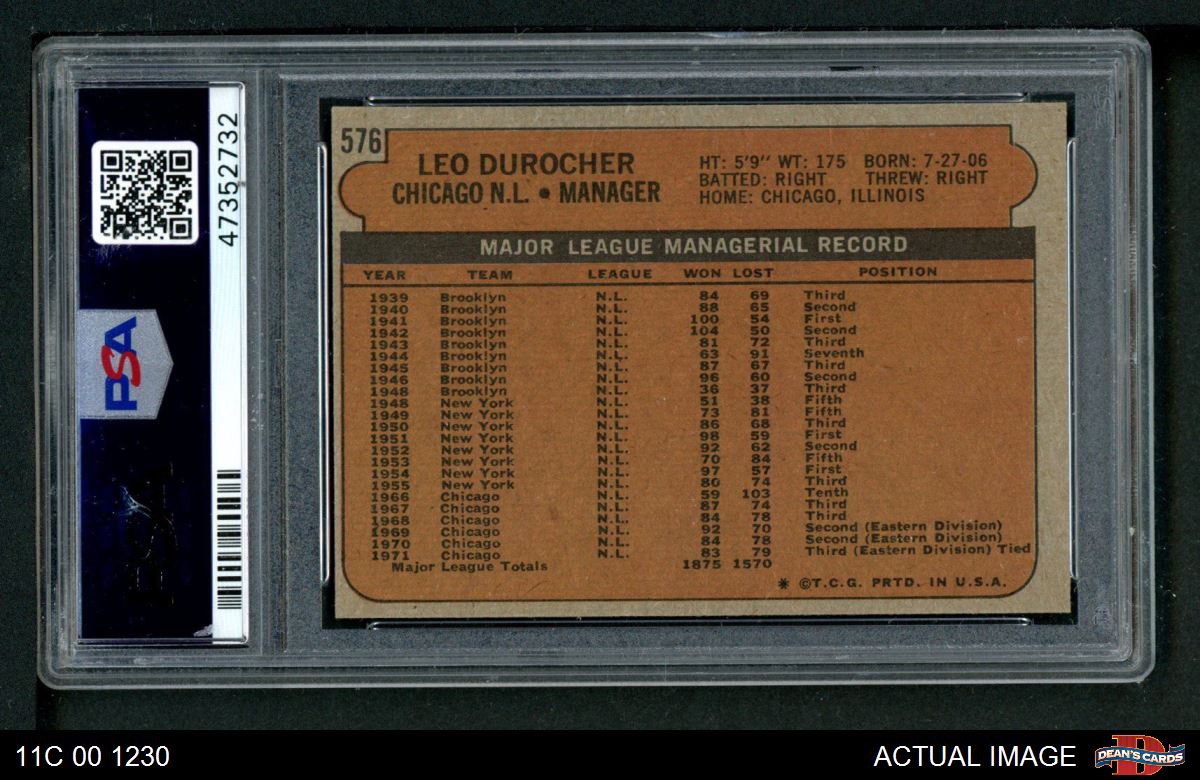 47352732
PSA
576
LEO DUROCHER
CHICAGO N.L. • MANAGER
HT: 5'9" WT: 175 BORN: 7-27-06
BATTED: RIGHT THREW: RIGHT
HOME: CHICAGO, ILLINOIS
MAJOR LEAGUE MANAGERIAL RECORD
YEAR TEAM LEAGUE WON LOST POSITION
1939 Brooklyn N.L. 84 69 Third
1940 Brooklyn N.L. 88 65 Second
1941 Brooklyn N.L. 100 54 First
1942 Brooklyn N.L. 104 50 Second
1943 Brooklyn N.L. 81 72 Third
1944 Brooklyn N.L. 63 91 Seventh
1945 Brooklyn N.L. 87 67 Third
1946 Brooklyn N.L. 96 60 Second
1948 Brooklyn N.L. 36 37 Third
1948 New York N.L. 51 38 Fifth
1949 New York N.L. 73 81 Fifth
1950 New York N.L. 86 68 Third
1951 New York N.L. 98 59 First
1952 New York N.L. 92 62 Second
1953 New York N.L. 70 84 Fifth
1954 New York N.L. 97 57 First
1955 New York N.L. 80 74 Third
1966 Chicago N.L. 59 103 Tenth
1967 Chicago N.L. 87 74 Third
1968 Chicago N.L. 84 78 Third
1969 Chicago N.L. 92 70 Second (Eastern Division)
1970 Chicago N.L. 84 78 Second (Eastern Division)
1971 Chicago N.L. 83 79 Third (Eastern Division) Tied
Major League Totals 1875 1570
* ©T.C.G. PRTD. IN U.S.A.
11C 00 1230
ACTUAL IMAGE
DEAN'S CARDS